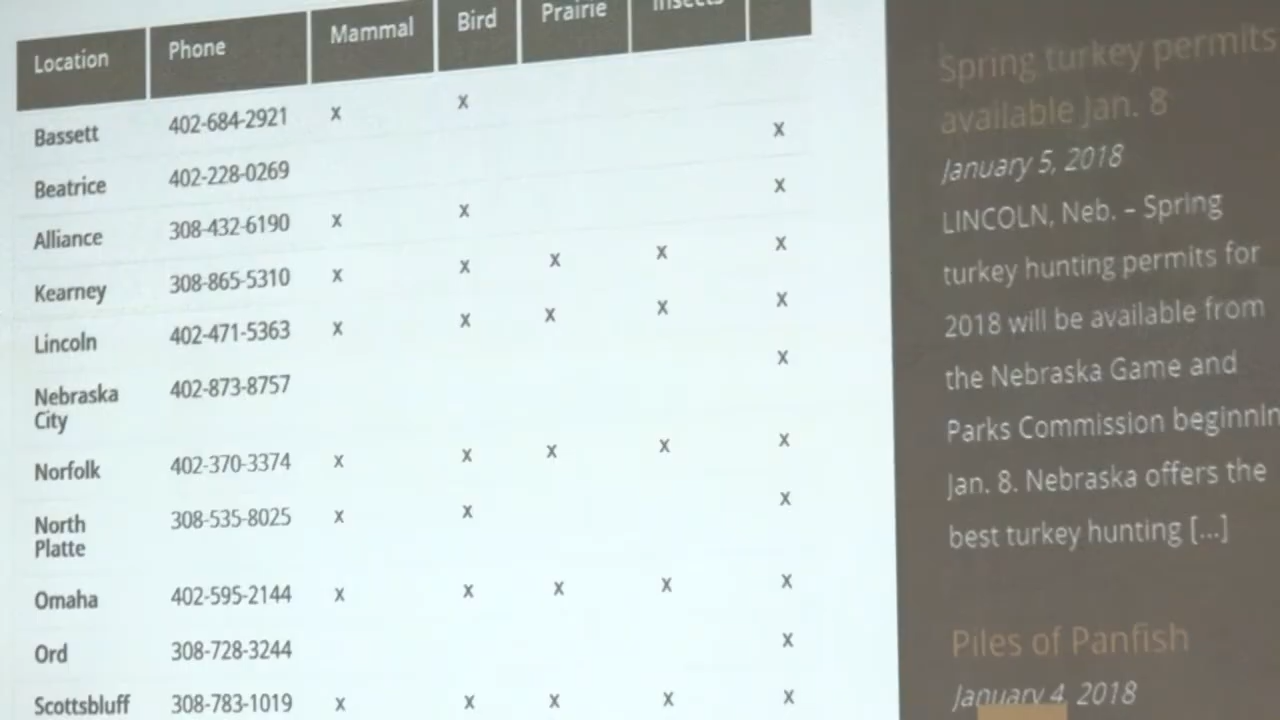 Location Phone Mammal Bird Prairie Insects
Bassett 402-684-2921 x x
Beatrice 402-228-0269 x
Alliance 308-432-6190 x x x
Kearney 308-865-5310 x x x x x
Lincoln 402-471-5363 x x x x x
Nebraska 402-873-8757 x
City
Norfolk 402-370-3374 x x x x x
North 308-535-8025 x x x
Platte
Omaha 402-595-2144 x x x x x
Ord 308-728-3244 x
Scottsbluff 308-783-1019 x x x x x
Spring turkey permits
available Jan. 8
January 5, 2018
LINCOLN, Neb. – Spring
turkey hunting permits for
2018 will be available from
the Nebraska Game and
Parks Commission beginnin
Jan. 8. Nebraska offers the
best turkey hunting [...]
Piles of Panfish
January 4, 2018